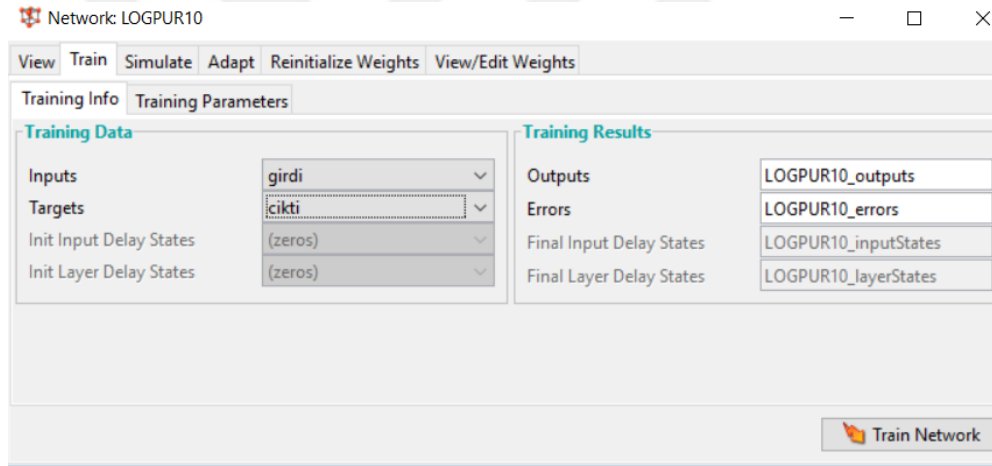 Network: LOGPUR10
View Train Simulate Adapt Reinitialize Weights View/Edit Weights
Training Info Training Parameters
Training Data
Inputs girdi
Targets cikti
Init Input Delay States (zeros)
Init Layer Delay States (zeros)
Training Results
Outputs LOGPUR10_outputs
Errors LOGPUR10_errors
Final Input Delay States LOGPUR10_inputStates
Final Layer Delay States LOGPUR10_layerStates
Train Network